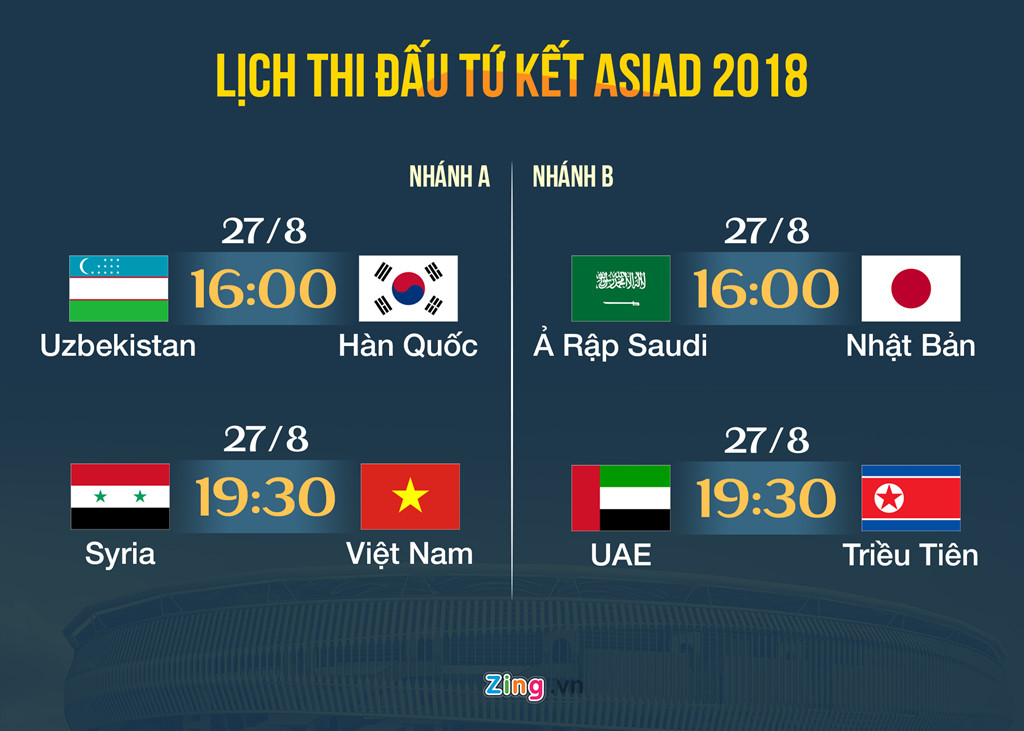 LỊCH THI ĐẤU TỨ KẾT ASIAD 2018
NHÁNH A
27/8
16:00
Uzbekistan
Hàn Quốc
27/8
19:30
Syria
Việt Nam
NHÁNH B
27/8
16:00
Ả Rập Saudi
Nhật Bản
27/8
19:30
UAE
Triều Tiên
Zing.vn